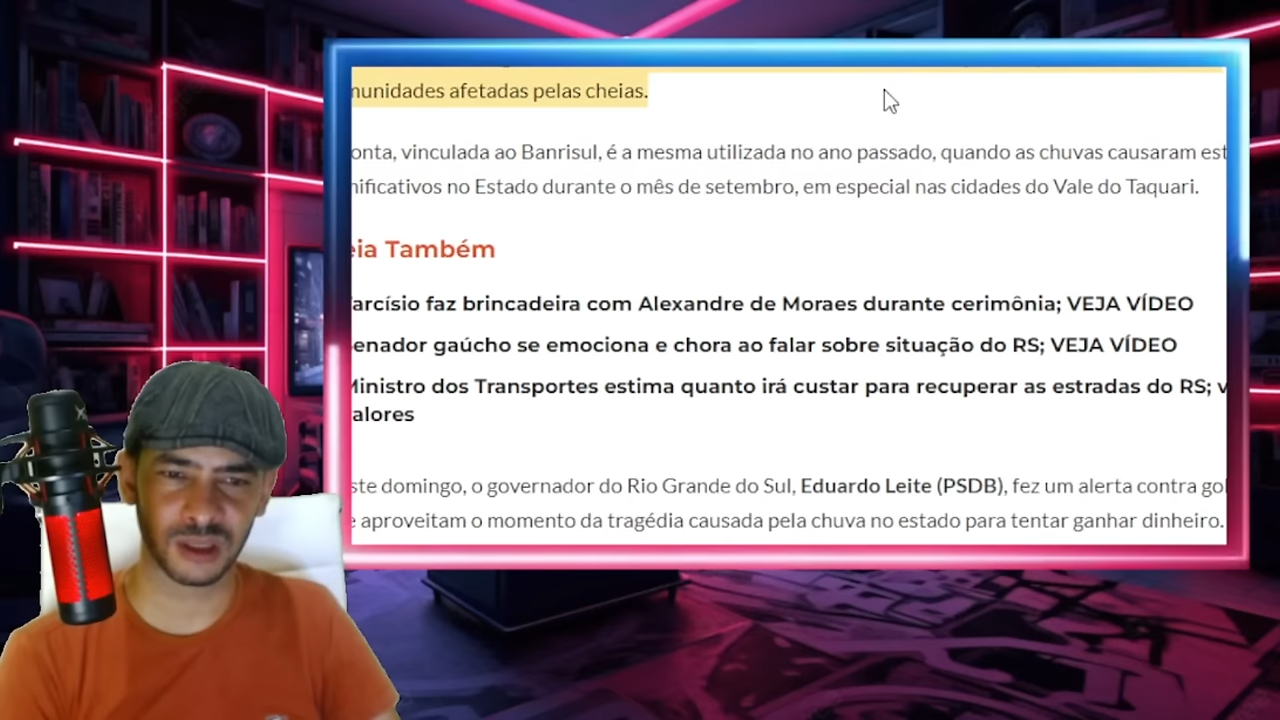 munidades afetadas pelas cheias.
onta, vinculada ao Banrisul, é a mesma utilizada no ano passado, quando as chuvas causaram est
nificativos no Estado durante o mês de setembro, em especial nas cidades do Vale do Taquari.
eia Também
arcísio faz brincadeira com Alexandre de Moraes durante cerimônia; VEJA VÍDEO
enador gaúcho se emociona e chora ao falar sobre situação do RS; VEJA VÍDEO
Ministro dos Transportes estima quanto irá custar para recuperar as estradas do RS; v
alores
ste domingo, o governador do Rio Grande do Sul, Eduardo Leite (PSDB), fez um alerta contra gol
e aproveitam o momento da tragédia causada pela chuva no estado para tentar ganhar dinheiro.